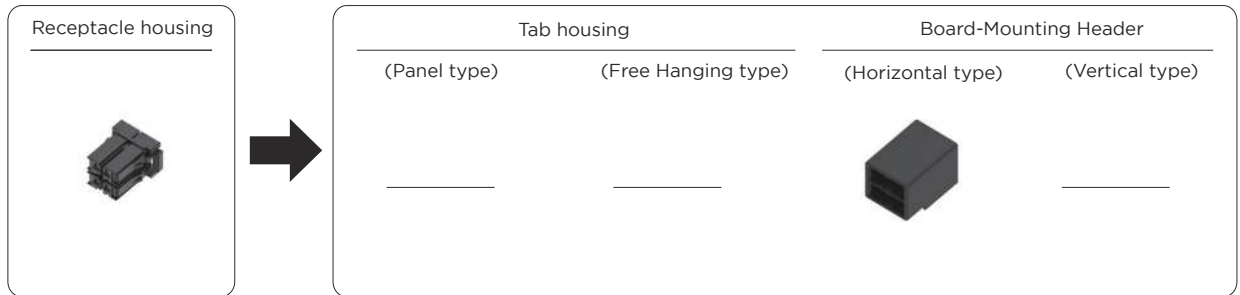 Receptacle housing
Tab housing
Board-Mounting Header
(Panel type)
(Free Hanging type)
(Horizontal type)
(Vertical type)